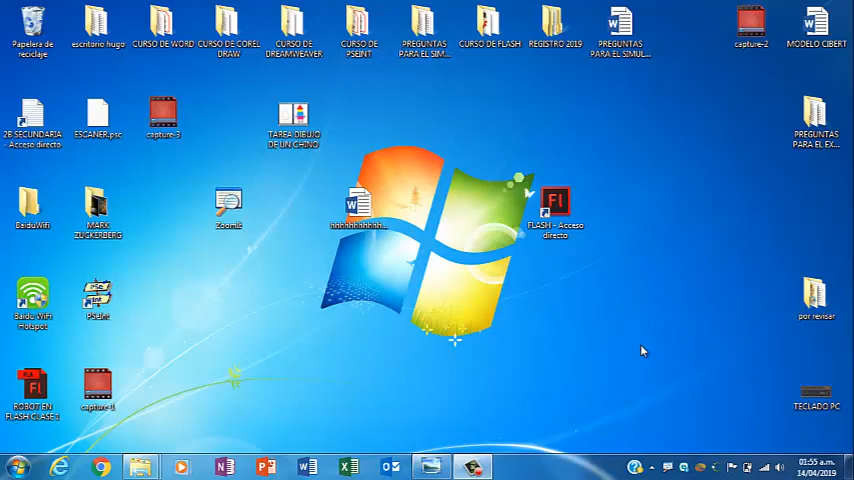 Papelera de
reciclaje
escritorio hugo
CURSO DE WORD
CURSO DE COREL
DRAW
CURSO DE
DREAMWEAVER
CURSO DE
PSEINT
PREGUNTAS
PARA EL SIM...
CURSO DE FLASH
REGISTRO 2019
PREGUNTAS
PARA EL SIMUL...
capture-2
MODELO CIBERT
2B SECUNDARIA
- Acceso directo
ESCANER.psc
capture-3
TAREA DIBUJO
DE UN CHINO
PREGUNTAS
PARA EL EX...
BaiduWifi
MARK
ZUCKERBERG
ZoomIt
hhhhhhhhhhh...
FLASH - Acceso
directo
Baidu WiFi
Hotspot
PSeInt
por revisar
ROBOT EN
FLASH CLASE 1
capture-1
TECLADO PC
01:55 a.m.
14/04/2019